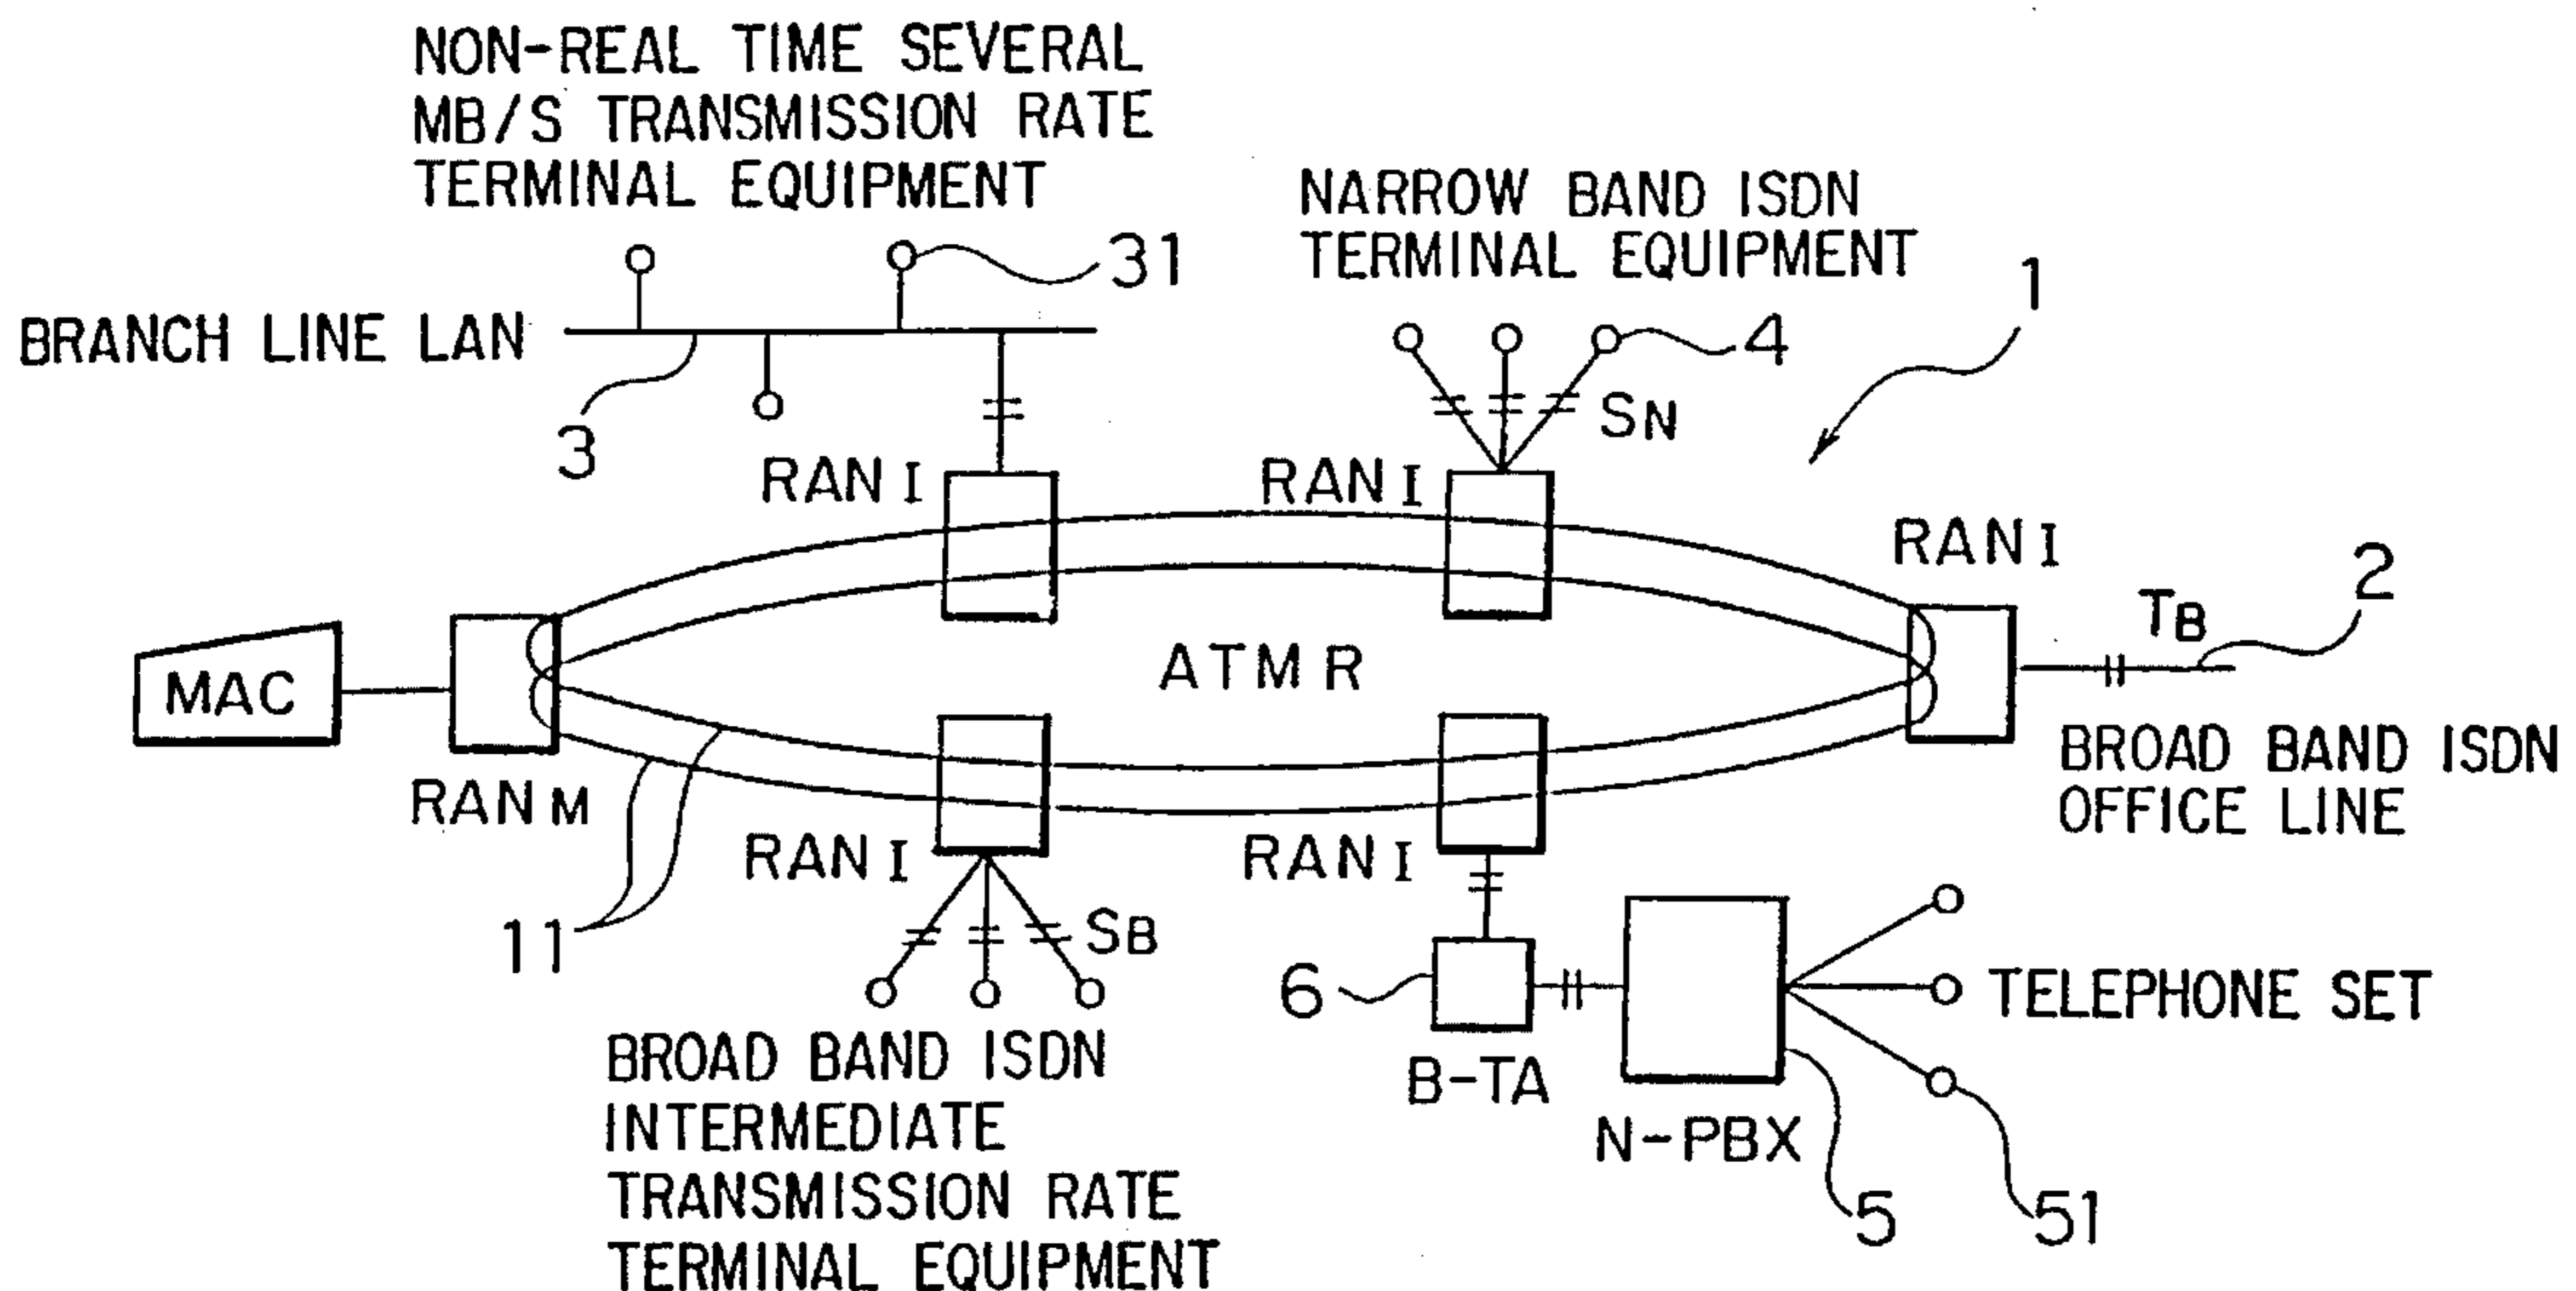 NON-REAL TIME SEVERAL
MB/S TRANSMISSION RATE
TERMINAL EQUIPMENT
31
BRANCH LINE LAN
3
NARROW BAND ISDN
TERMINAL EQUIPMENT
4
SN
1
RAN I
RAN I
RAN I
TB
2
BROAD BAND ISDN
OFFICE LINE
ATM R
MAC
RAN M
11
RAN I
SB
BROAD BAND ISDN
INTERMEDIATE
TRANSMISSION RATE
TERMINAL EQUIPMENT
RAN I
6
B-TA
N-PBX
5
TELEPHONE SET
51